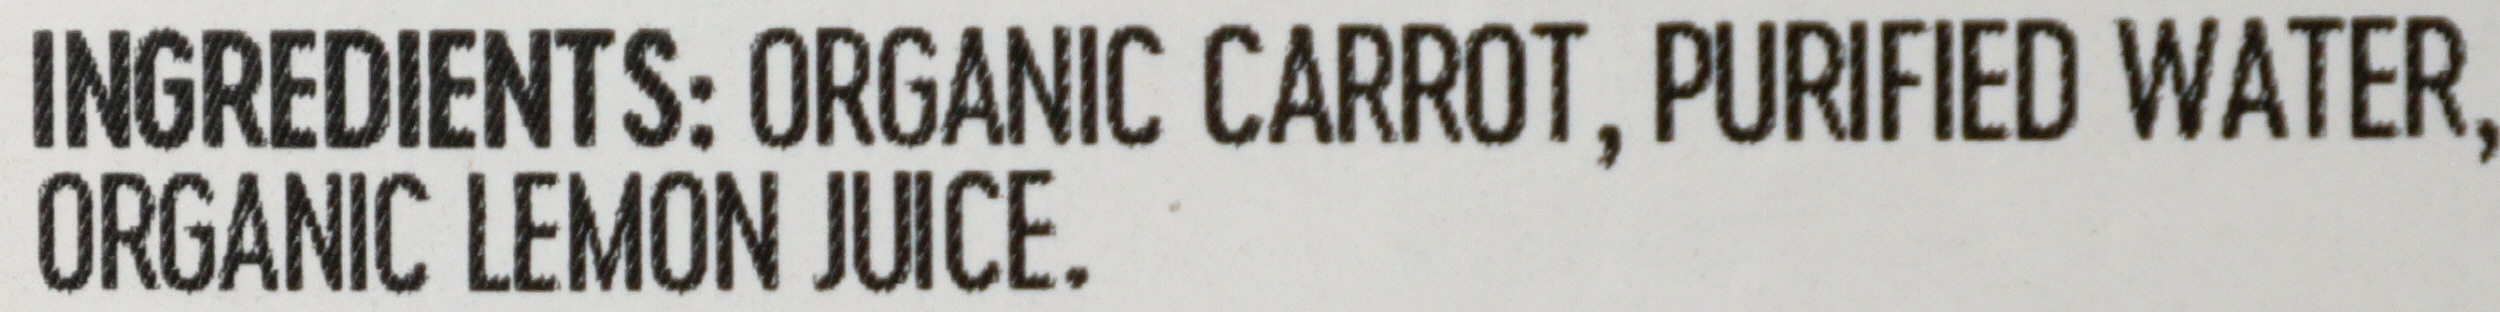 INGREDIENTS: ORGANIC CARROT, PURIFIED WATER,
ORGANIC LEMON JUICE.